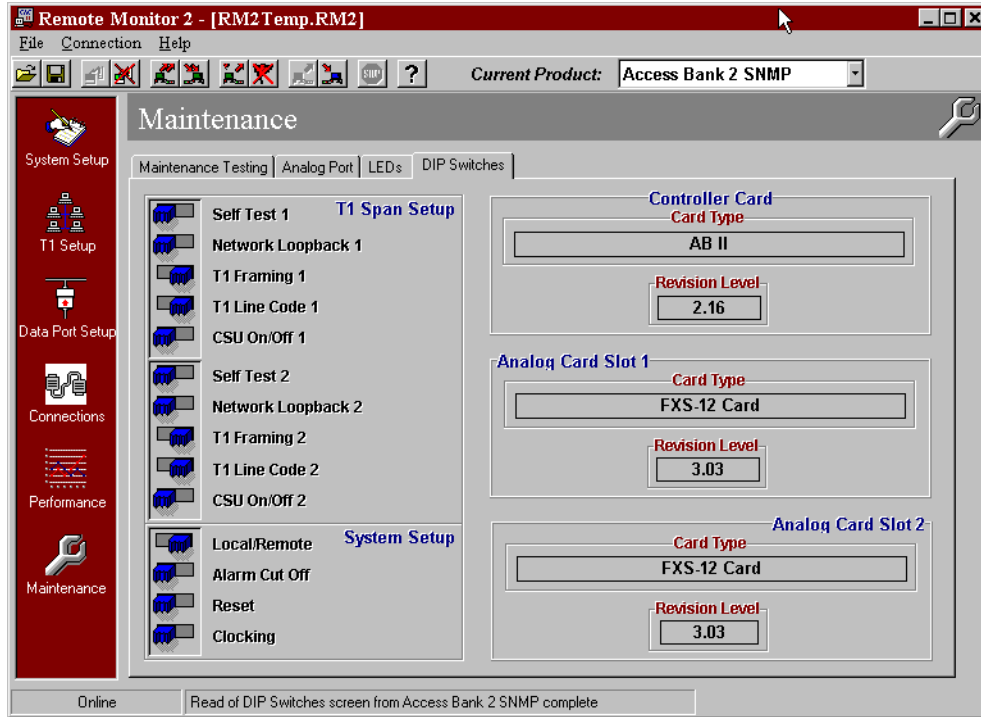 Remote Monitor 2 - [RM2Temp.RM2]
File Connection Help
? Current Product: Access Bank 2 SNMP
Maintenance
System Setup
T1 Setup
Data Port Setup
Connections
Performance
Maintenance
Maintenance Testing Analog Port LEDs DIP Switches
T1 Span Setup
Self Test 1
Network Loopback 1
T1 Framing 1
T1 Line Code 1
CSU On/Off 1
Self Test 2
Network Loopback 2
T1 Framing 2
T1 Line Code 2
CSU On/Off 2
System Setup
Local/Remote
Alarm Cut Off
Reset
Clocking
Controller Card
Card Type
AB II
Revision Level
2.16
Analog Card Slot 1
Card Type
FXS-12 Card
Revision Level
3.03
Analog Card Slot 2
Card Type
FXS-12 Card
Revision Level
3.03
Online Read of DIP Switches screen from Access Bank 2 SNMP complete